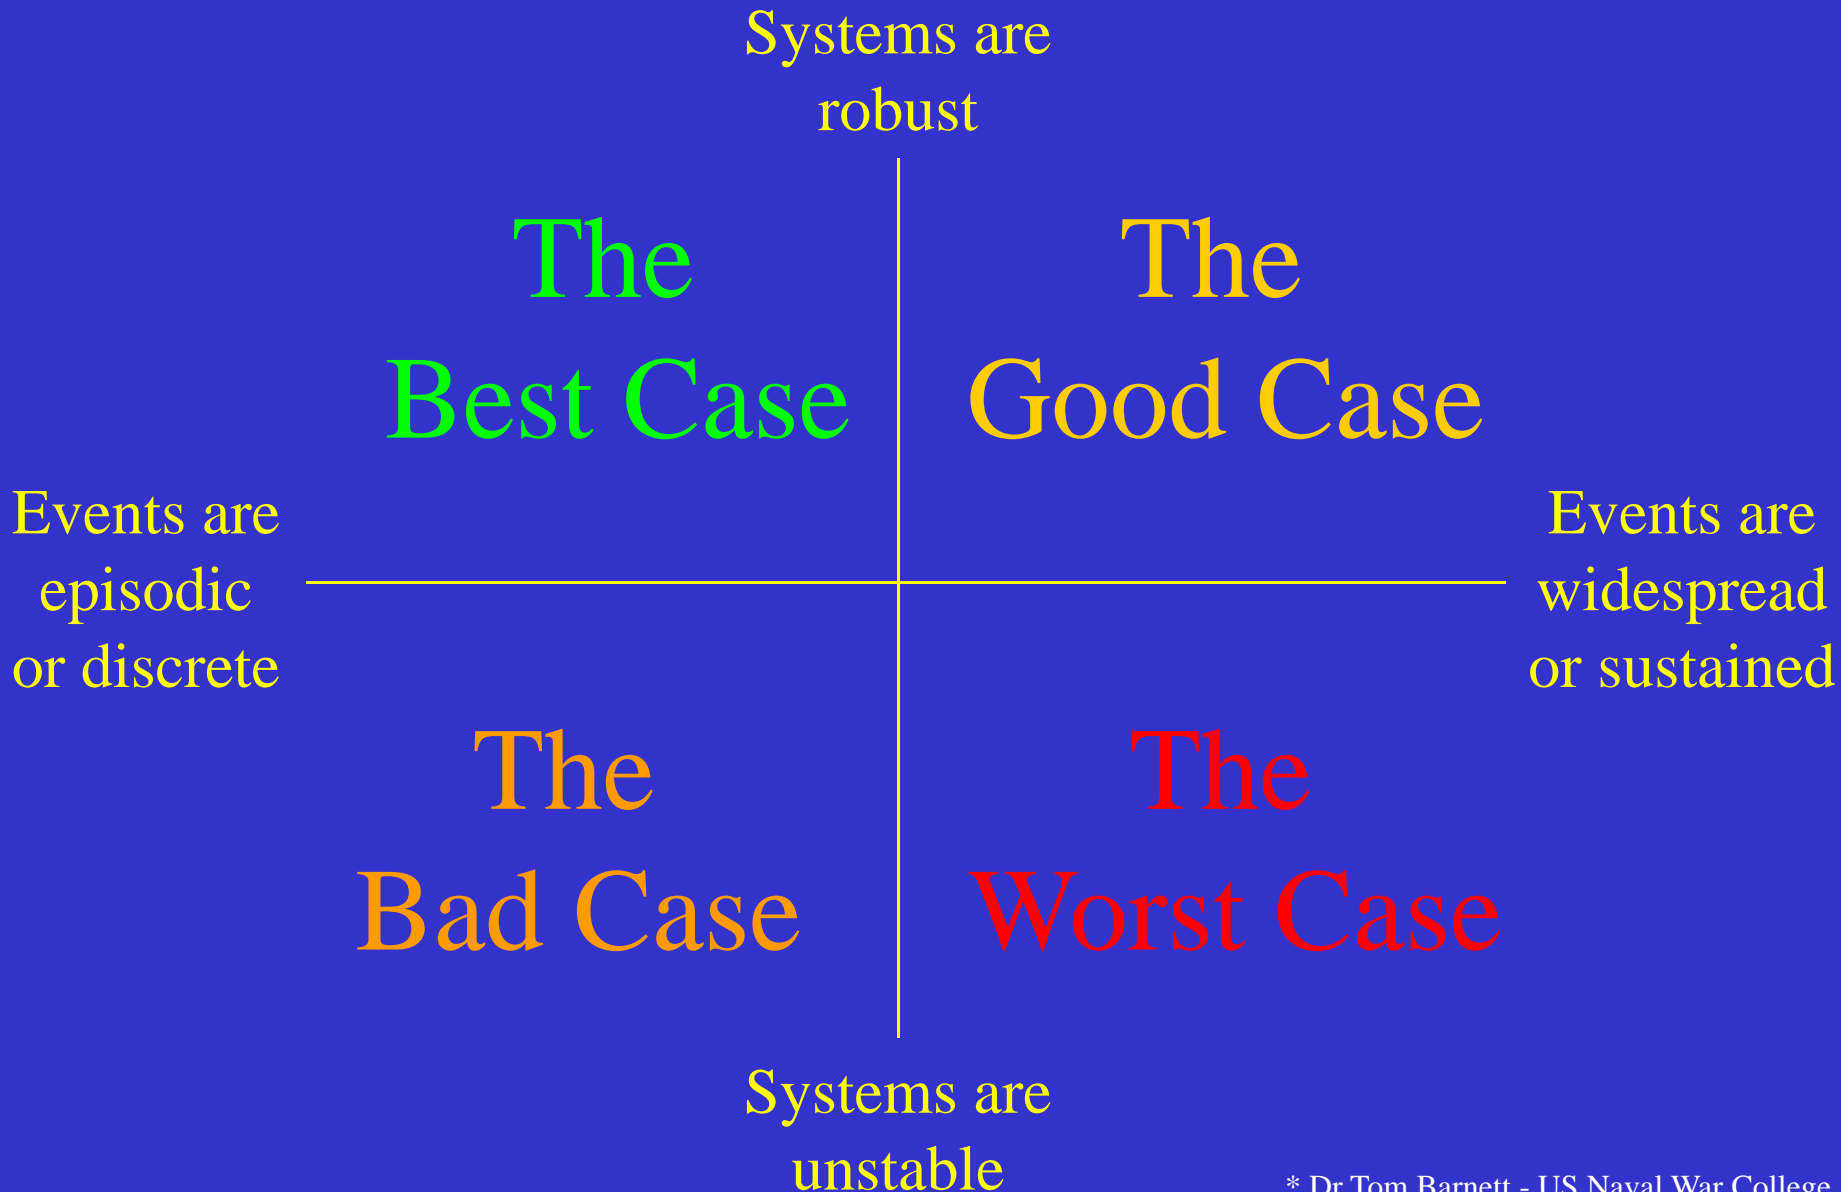 Systems are
robust
The
Best Case
The
Good Case
Events are
episodic
or discrete
Events are
widespread
or sustained
The
Bad Case
The
Worst Case
Systems are
unstable
* Dr Tom Barnett - US Naval War College